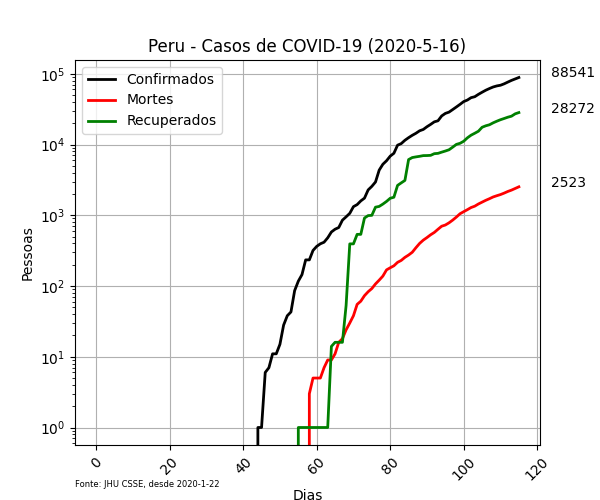 Peru - Casos de COVID-19 (2020-5-16)
Confirmados
Mortes
Recuperados
88541
28272
2523
Pessoas
10^5
10^4
10^3
10^2
10^1
10^0
0 20 40 60 80 100 120
Fonte: JHU CSSE, desde 2020-1-22
Dias